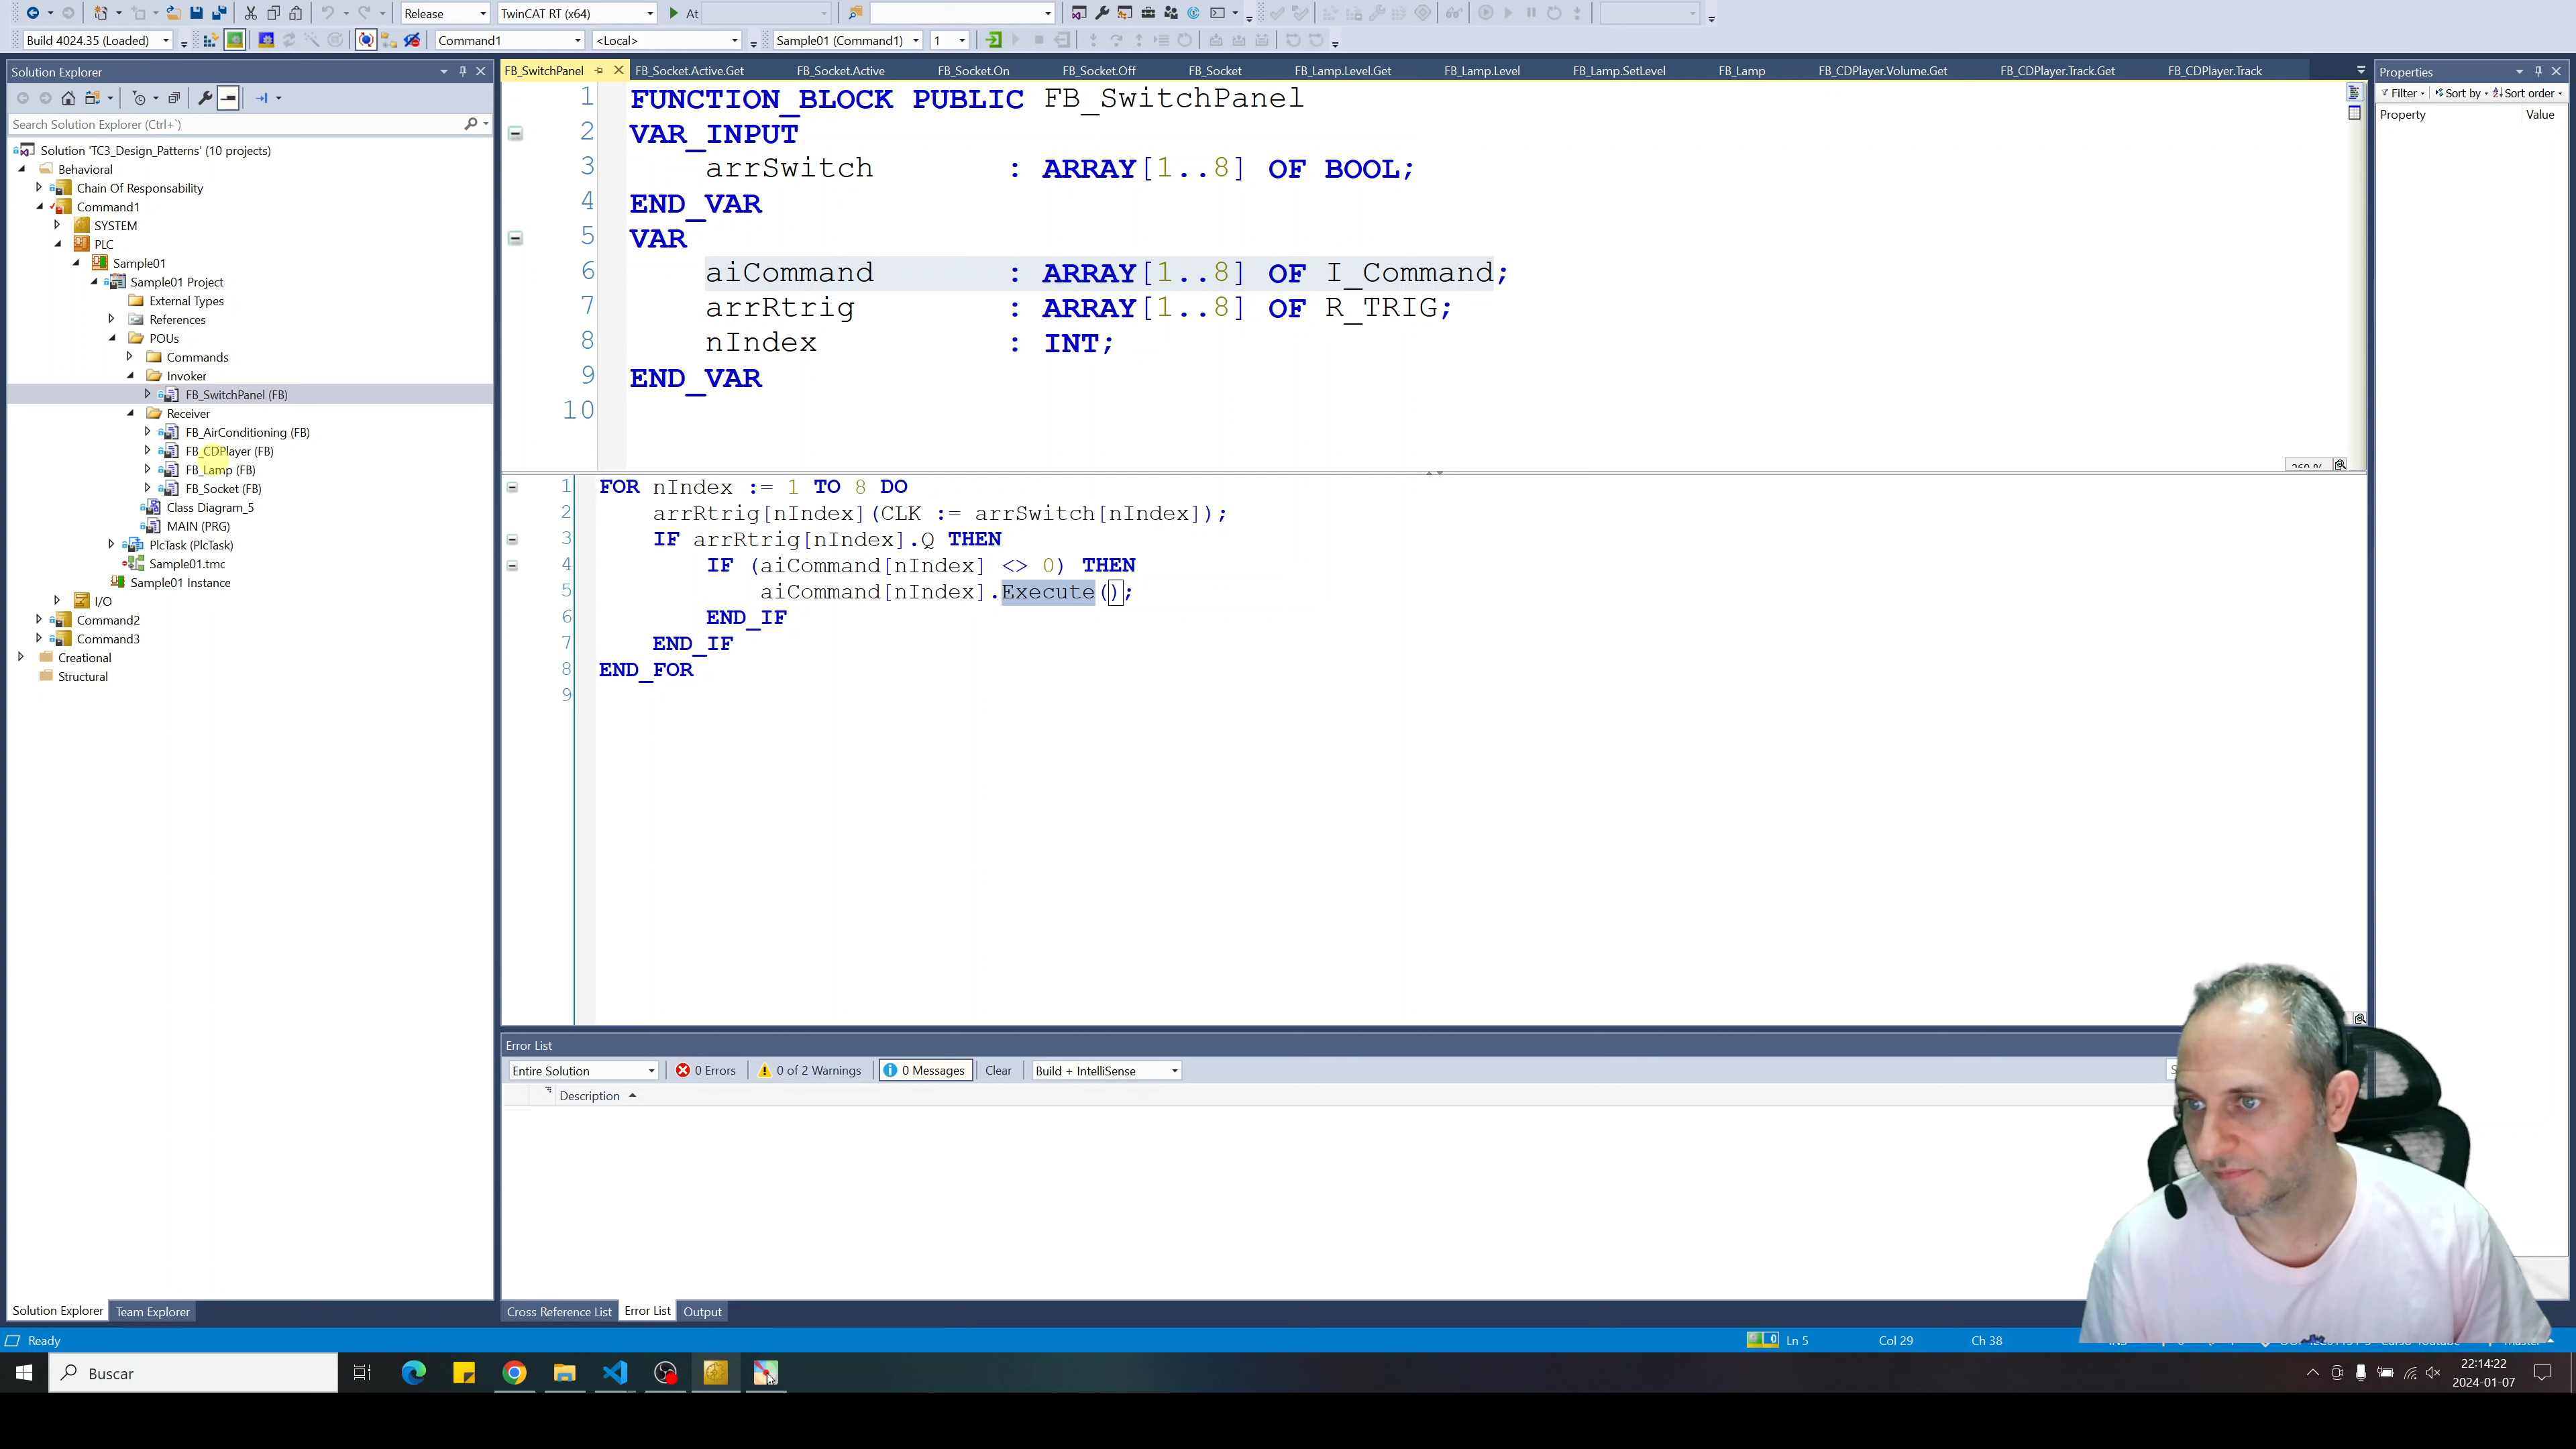 Release
TwinCAT RT (x64)
At
Build 4024.35 (Loaded)
Command1
<Local>
Sample01 (Command1)
1
Solution Explorer
Search Solution Explorer (Ctrl+`)
Solution 'TC3_Design_Patterns' (10 projects)
Behavioral
Chain Of Responsability
Command1
SYSTEM
PLC
Sample01
Sample01 Project
External Types
References
POUs
Commands
Invoker
FB_SwitchPanel (FB)
Receiver
FB_AirConditioning (FB)
FB_CDPlayer (FB)
FB_Lamp (FB)
FB_Socket (FB)
Class Diagram_5
MAIN (PRG)
PlcTask (PlcTask)
Sample01.tmc
Sample01 Instance
I/O
Command2
Command3
Creational
Structural
Solution Explorer
Team Explorer
FB_SwitchPanel
FB_Socket.Active.Get
FB_Socket.Active
FB_Socket.On
FB_Socket.Off
FB_Socket
FB_Lamp.Level.Get
FB_Lamp.Level
FB_Lamp.SetLevel
FB_Lamp
FB_CDPlayer.Volume.Get
FB_CDPlayer.Track.Get
FB_CDPlayer.Track
1 FUNCTION_BLOCK PUBLIC FB_SwitchPanel
2 VAR_INPUT
3 arrSwitch : ARRAY[1..8] OF BOOL;
4 END_VAR
5 VAR
6 aiCommand : ARRAY[1..8] OF I_Command;
7 arrRtrig : ARRAY[1..8] OF R_TRIG;
8 nIndex : INT;
9 END_VAR
10
1 FOR nIndex := 1 TO 8 DO
2 arrRtrig[nIndex](CLK := arrSwitch[nIndex]);
3 IF arrRtrig[nIndex].Q THEN
4 IF (aiCommand[nIndex] <> 0) THEN
5 aiCommand[nIndex].Execute();
6 END_IF
7 END_IF
8 END_FOR
9
Error List
Entire Solution
0 Errors
0 of 2 Warnings
0 Messages
Clear
Build + IntelliSense
Description
Cross Reference List
Error List
Output
Properties
Filter
Sort by
Sort order
Property
Value
Ready
0
Ln 5
Col 29
Ch 38
Buscar
22:14:22
2024-01-07